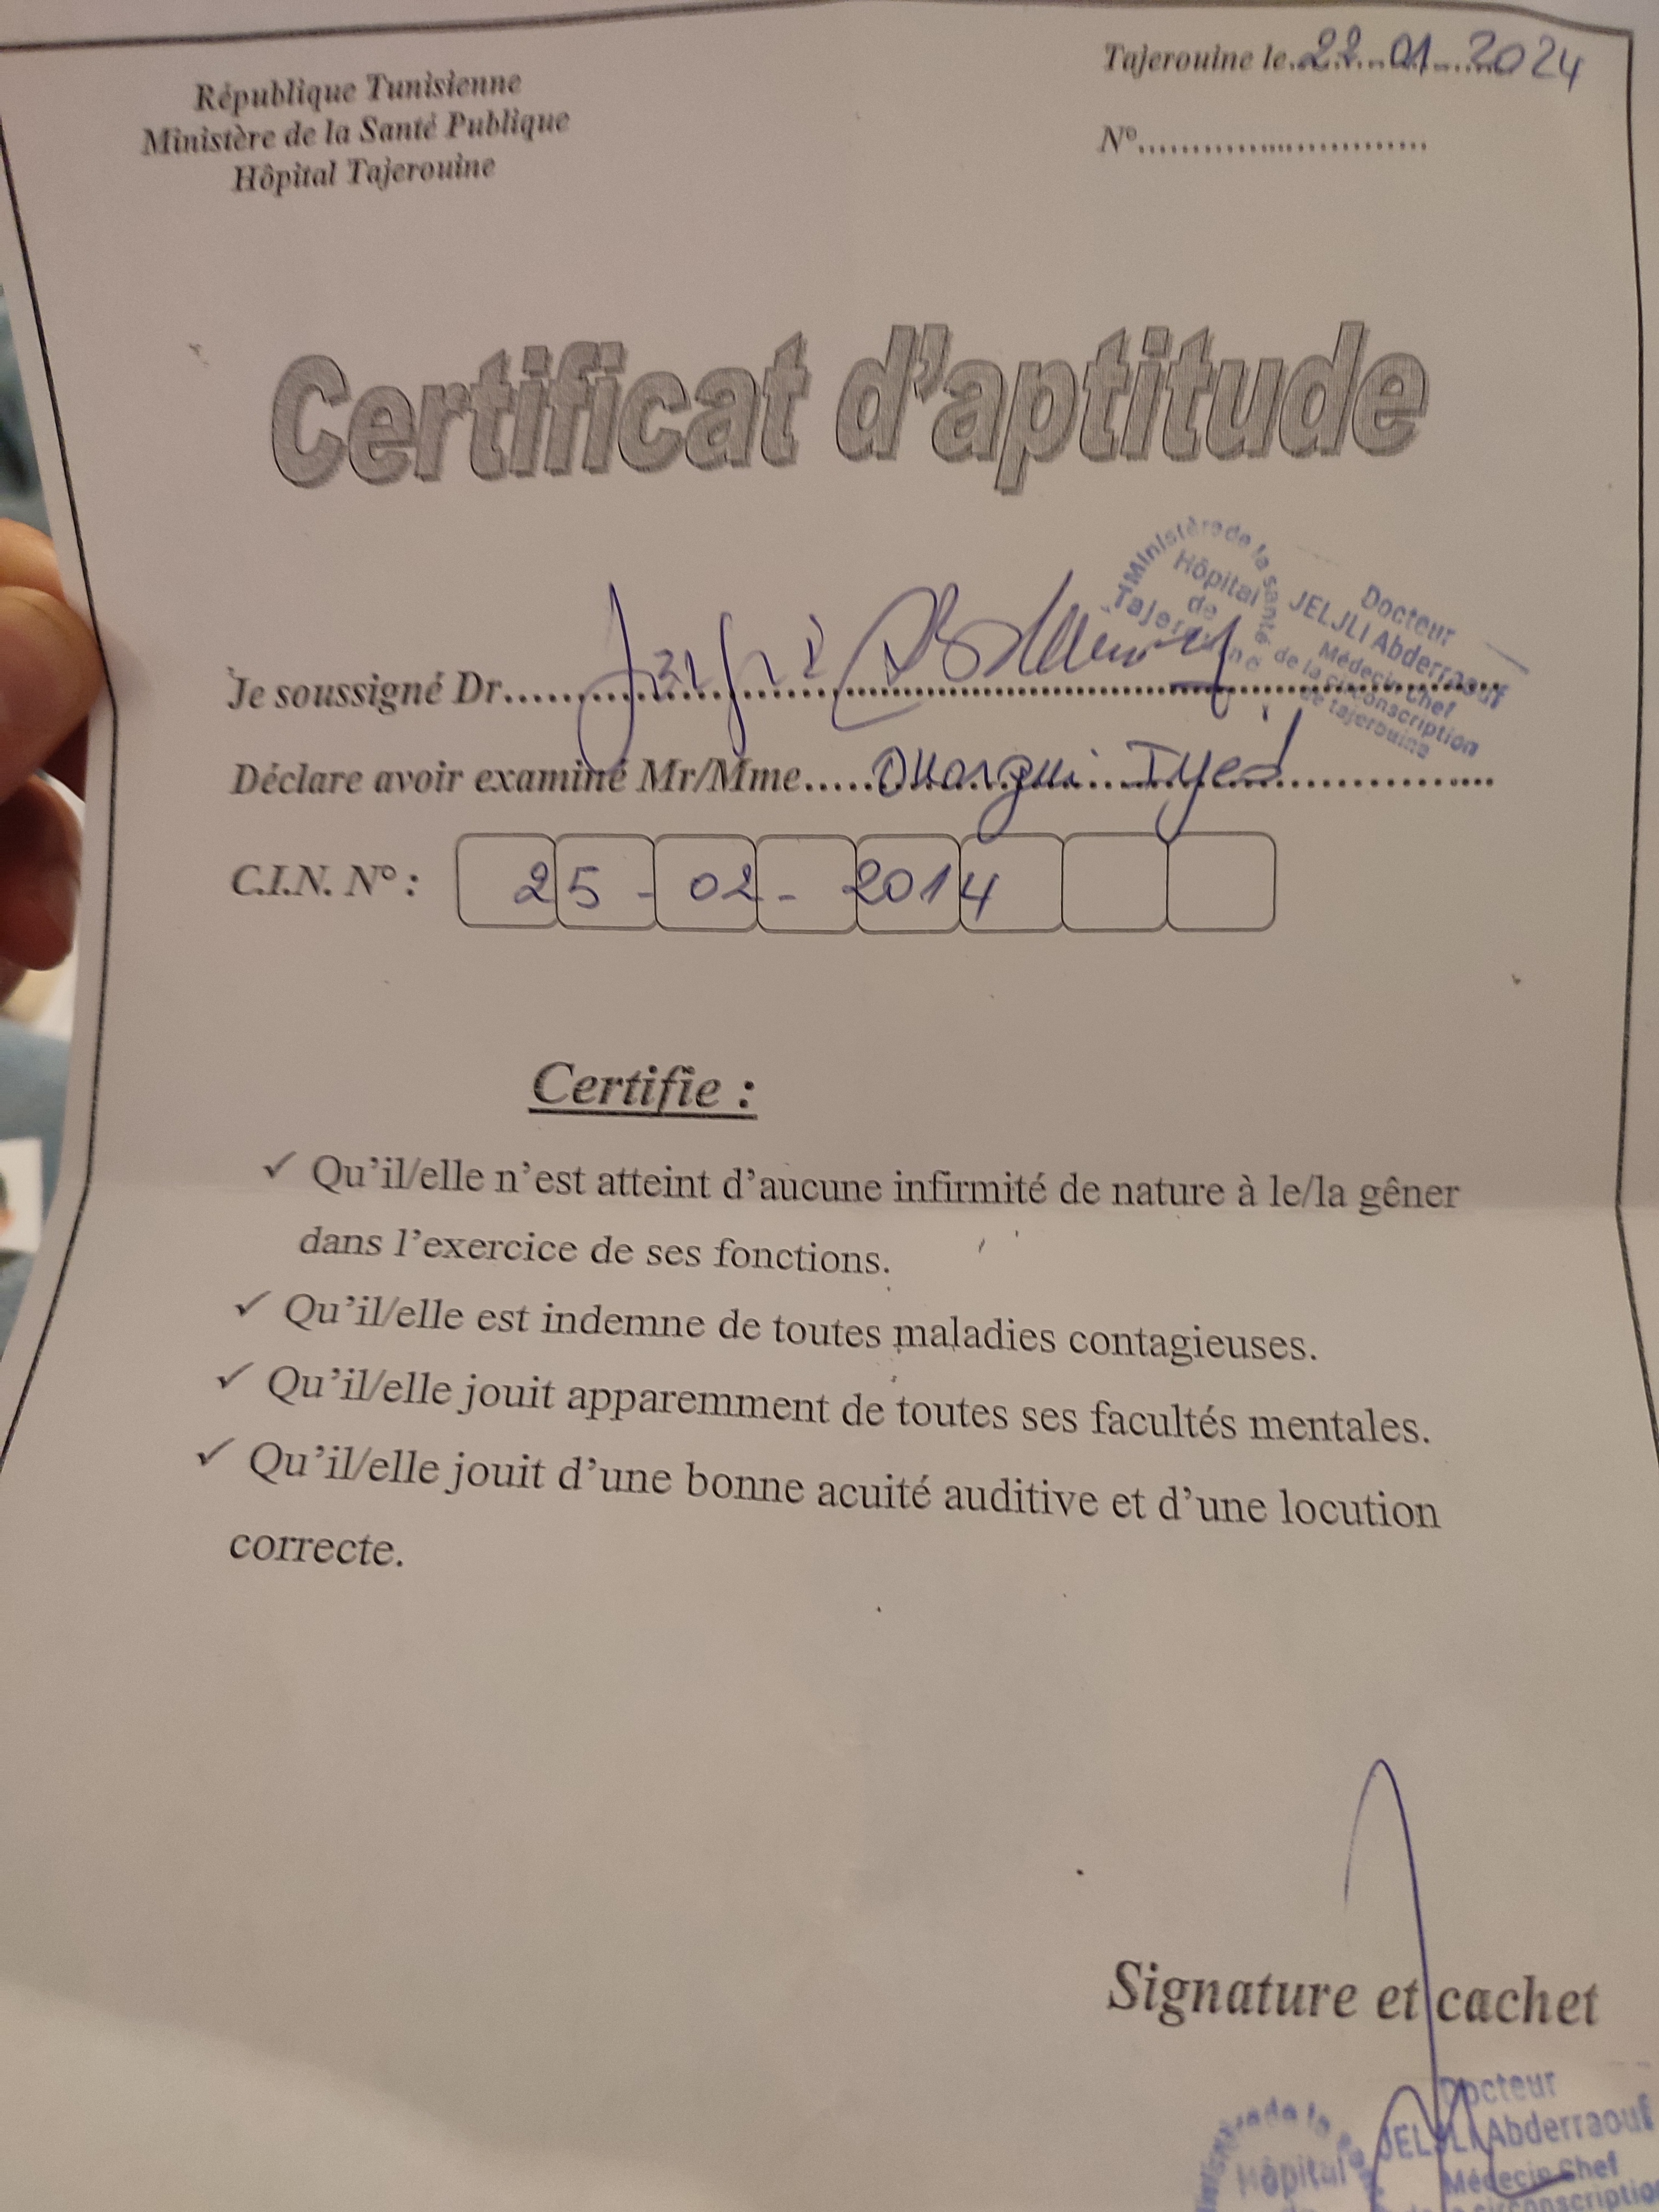 République Tunisienne
Ministère de la Santé Publique
Hôpital Tajerouine
Tajerouine le 22.01.2024
N°
Certificat d'aptitude
Ministère de la santé
Hôpital
de
Docteur
JELJLI Abderraouf
Médecin Chef
de la circonscription
de tajerouine
Je soussigné Dr
Déclare avoir examiné Mr/Mme Ouargui Iyed
C.I.N. N° : 25-02-2014
Certifie :
✓ Qu'il/elle n'est atteint d'aucune infirmité de nature à le/la gêner
dans l'exercice de ses fonctions.
✓ Qu'il/elle est indemne de toutes maladies contagieuses.
✓ Qu'il/elle jouit apparemment de toutes ses facultés mentales.
✓ Qu'il/elle jouit d'une bonne acuité auditive et d'une locution
correcte.
Signature et cachet
Hôpital
Docteur
JELJLI Abderraouf
Médecin Chef